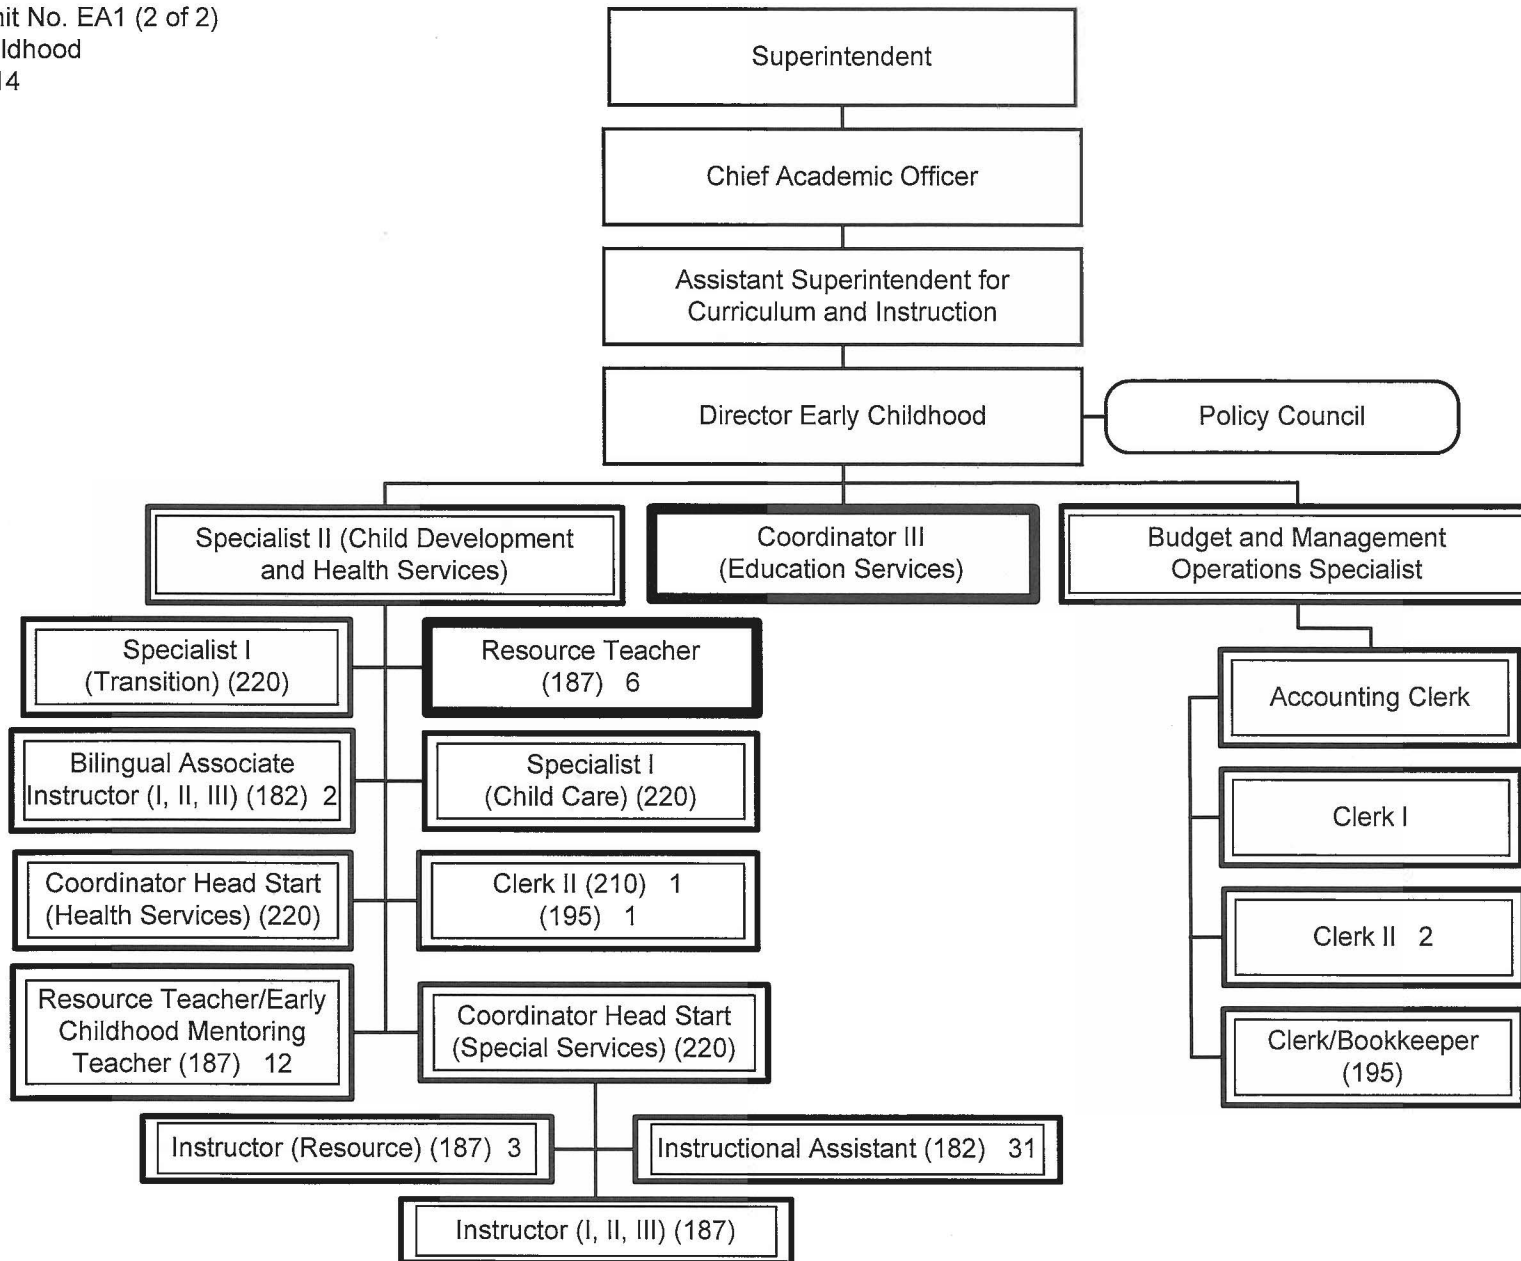 nit No. EA1 (2 of 2)
ldhood
14
Superintendent
Chief Academic Officer
Assistant Superintendent for
Curriculum and Instruction
Director Early Childhood
Policy Council
Specialist II (Child Development
and Health Services)
Coordinator III
(Education Services)
Budget and Management
Operations Specialist
Specialist I
(Transition) (220)
Resource Teacher
(187) 6
Accounting Clerk
Bilingual Associate
Instructor (I, II, III) (182) 2
Specialist I
(Child Care) (220)
Clerk I
Coordinator Head Start
(Health Services) (220)
Clerk II (210) 1
(195) 1
Clerk II 2
Resource Teacher/Early
Childhood Mentoring
Teacher (187) 12
Coordinator Head Start
(Special Services) (220)
Clerk/Bookkeeper
(195)
Instructor (Resource) (187) 3
Instructional Assistant (182) 31
Instructor (I, II, III) (187)